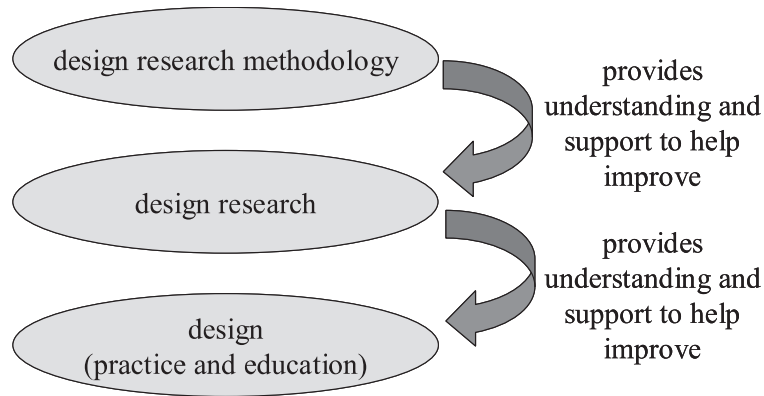 design research methodology
provides
understanding and
support to help
improve
design research
provides
understanding and
support to help
improve
design
(practice and education)